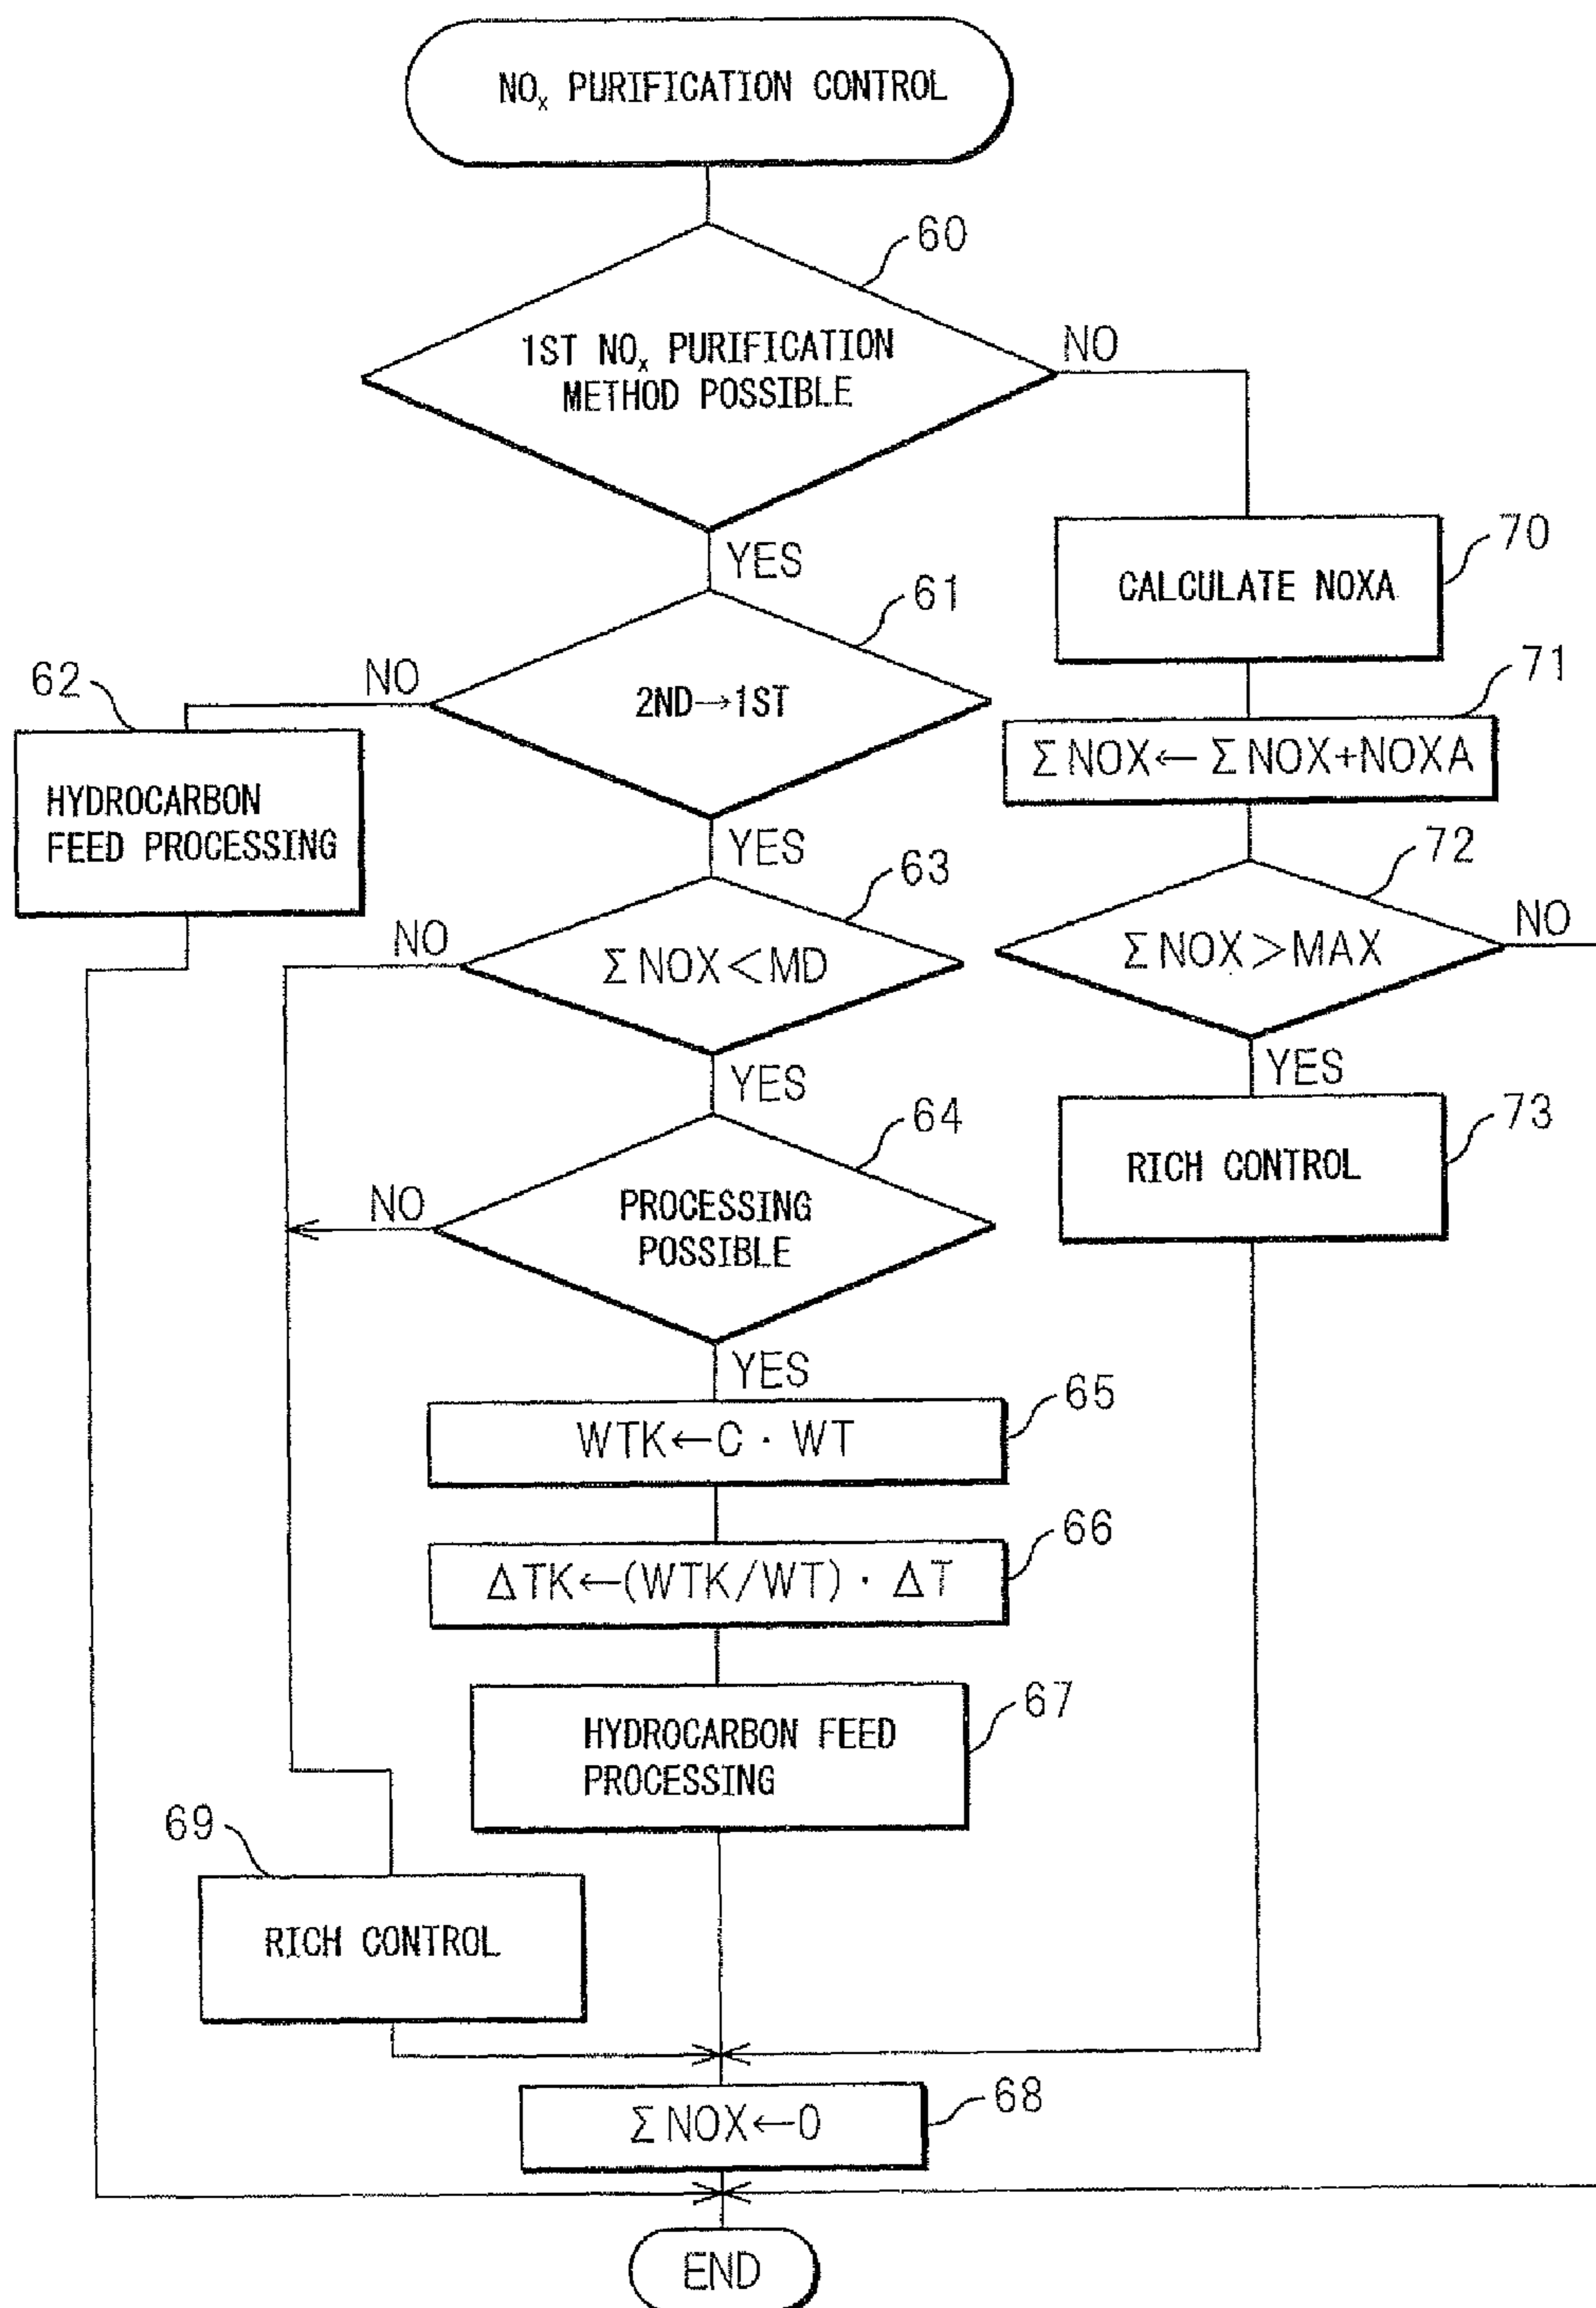 NOx PURIFICATION CONTROL
60
1ST NOx PURIFICATION
METHOD POSSIBLE
NO
YES
70
CALCULATE NOXA
61
2ND→1ST
NO
62
HYDROCARBON
FEED PROCESSING
YES
71
ΣNOX←ΣNOX+NOXA
63
ΣNOX<MD
NO
YES
72
ΣNOX>MAX
NO
YES
64
PROCESSING
POSSIBLE
NO
YES
73
RICH CONTROL
65
WTK←C · WT
66
ΔTK←(WTK/WT) · ΔT
67
HYDROCARBON FEED
PROCESSING
69
RICH CONTROL
68
ΣNOX←0
END